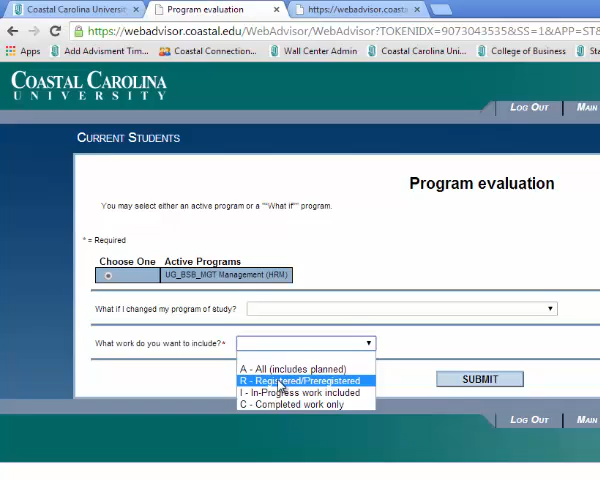 Coastal Carolina Universit
Program evaluation
https://webadvisor.coasta
https://webadvisor.coastal.edu/WebAdvisor/WebAdvisor?TOKENIDX=9073043535&SS=1&APP=ST&
Apps
Add Advisment Tim...
Coastal Connection...
Wall Center Admin
Coastal Carolina Uni...
College of Business
COASTAL CAROLINA
UNIVERSITY
LOG OUT
MAIN
CURRENT STUDENTS
Program evaluation
You may select either an active program or a ""What if"" program.
* = Required
Choose One
Active Programs
UG_BSB_MGT Management (HRM)
What if I changed my program of study?
What work do you want to include?*
A - All (includes planned)
R - Registered/Preregistered
I - In-Progress work included
C - Completed work only
SUBMIT
LOG OUT
MAIN